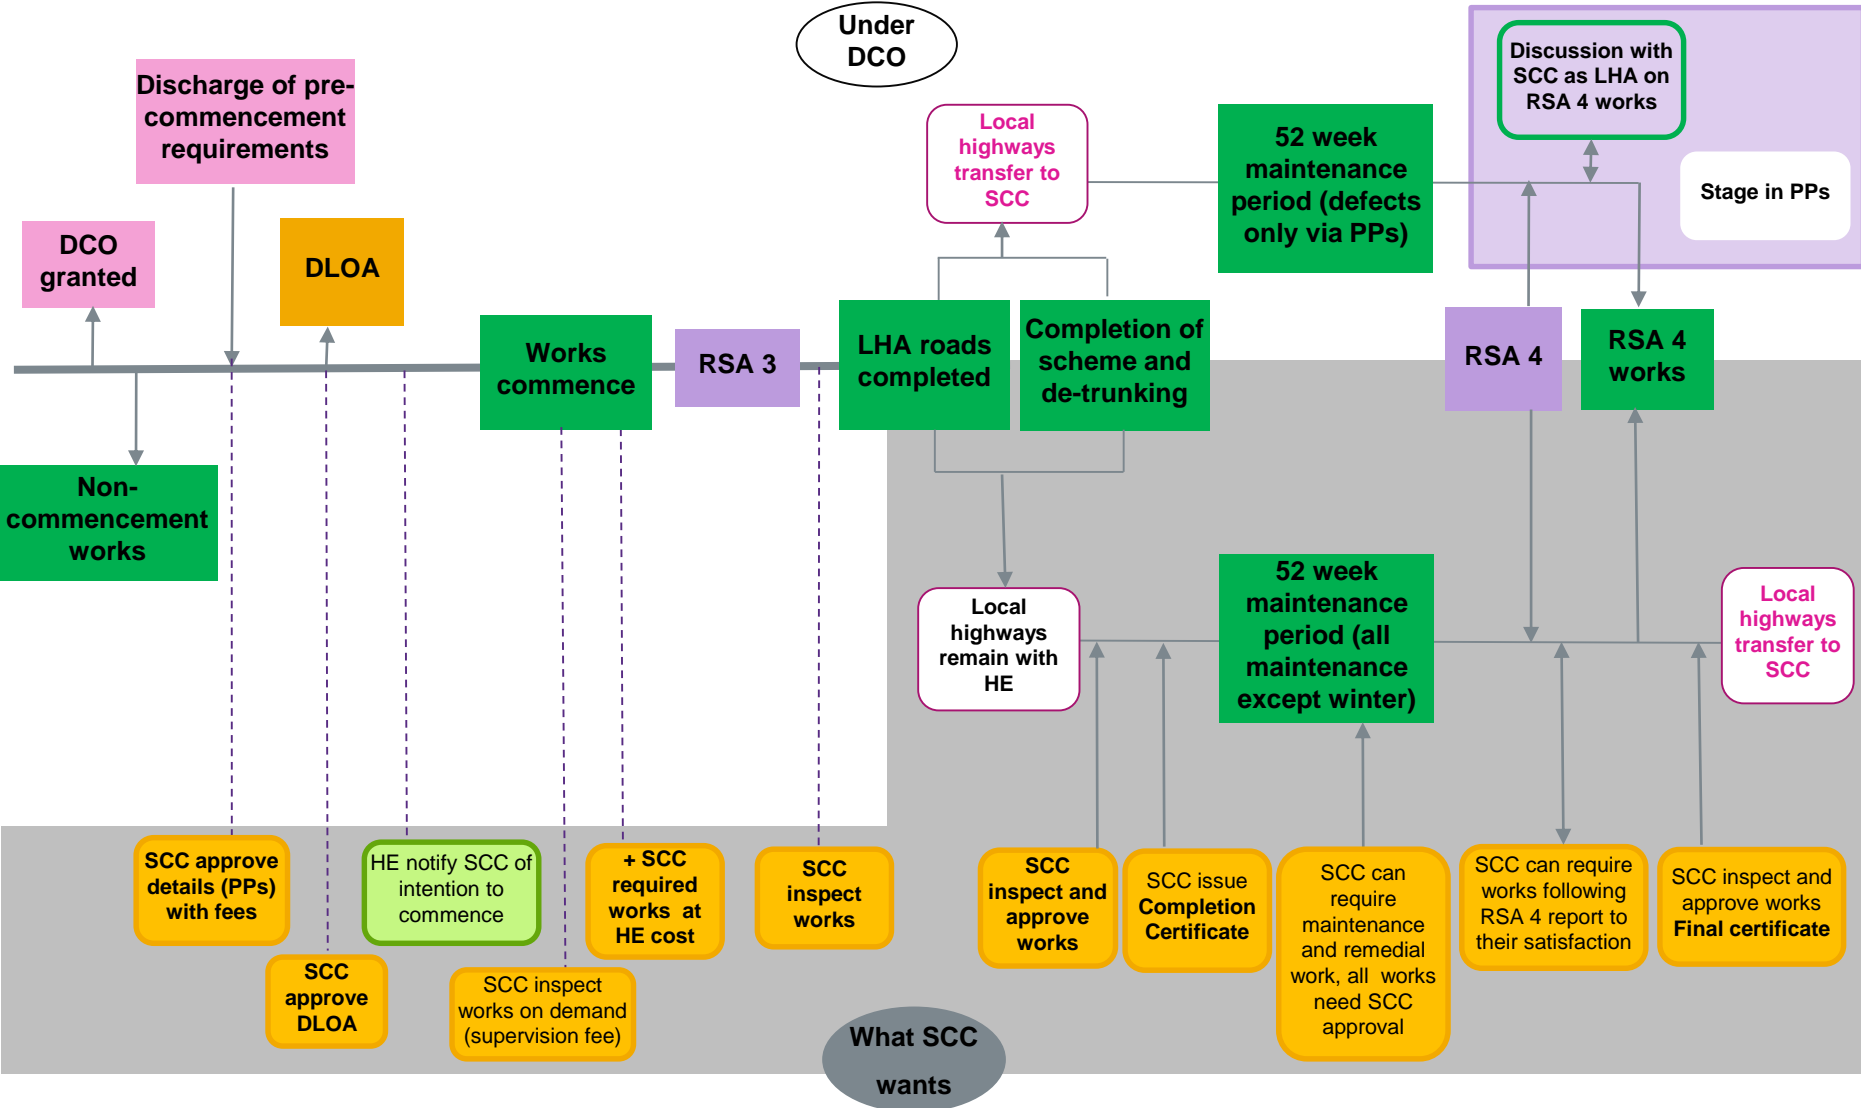 Under
DCO
Discharge of pre-
commencement
requirements
Discussion with
SCC as LHA on
RSA 4 works
Local
highways
transfer to
SCC
52 week
maintenance
period (defects
only via PPs)
Stage in PPs
DCO
granted
DLOA
Works
commence
RSA 3
LHA roads
completed
Completion of
scheme and
de-trunking
RSA 4
RSA 4
works
Non-
commencement
works
Local
highways
remain with
HE
52 week
maintenance
period (all
maintenance
except winter)
Local
highways
transfer to
SCC
SCC approve
details (PPs)
with fees
SCC
approve
DLOA
HE notify SCC of
intention to
commence
SCC inspect
works on demand
(supervision fee)
+ SCC
required
works at
HE cost
SCC
inspect
works
SCC
inspect and
approve
works
SCC issue
Completion
Certificate
SCC can
require
maintenance
and remedial
work, all works
need SCC
approval
SCC can require
works following
RSA 4 report to
their satisfaction
SCC inspect and
approve works
Final certificate
What SCC
wants